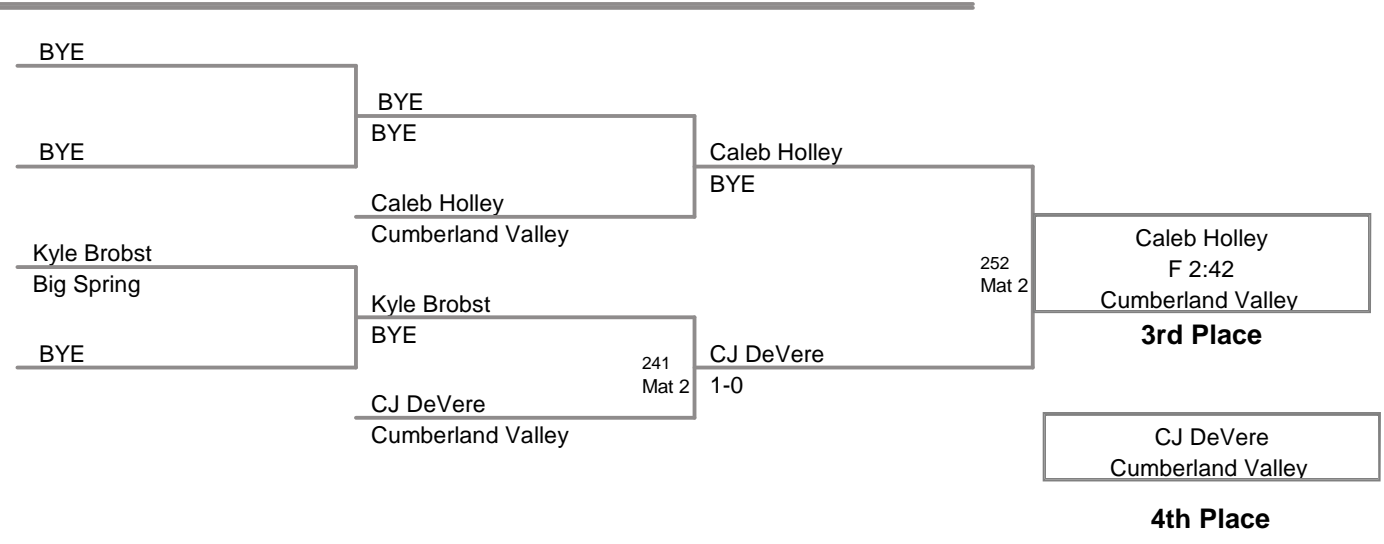 BYE
BYE
BYE
BYE
Caleb Holley
BYE
Caleb Holley
Cumberland Valley
Kyle Brobst
Big Spring
Kyle Brobst
BYE
BYE
241
Mat 2
CJ DeVere
1-0
CJ DeVere
Cumberland Valley
252
Mat 2
Caleb Holley
F 2:42
Cumberland Valley
3rd Place
CJ DeVere
Cumberland Valley
4th Place